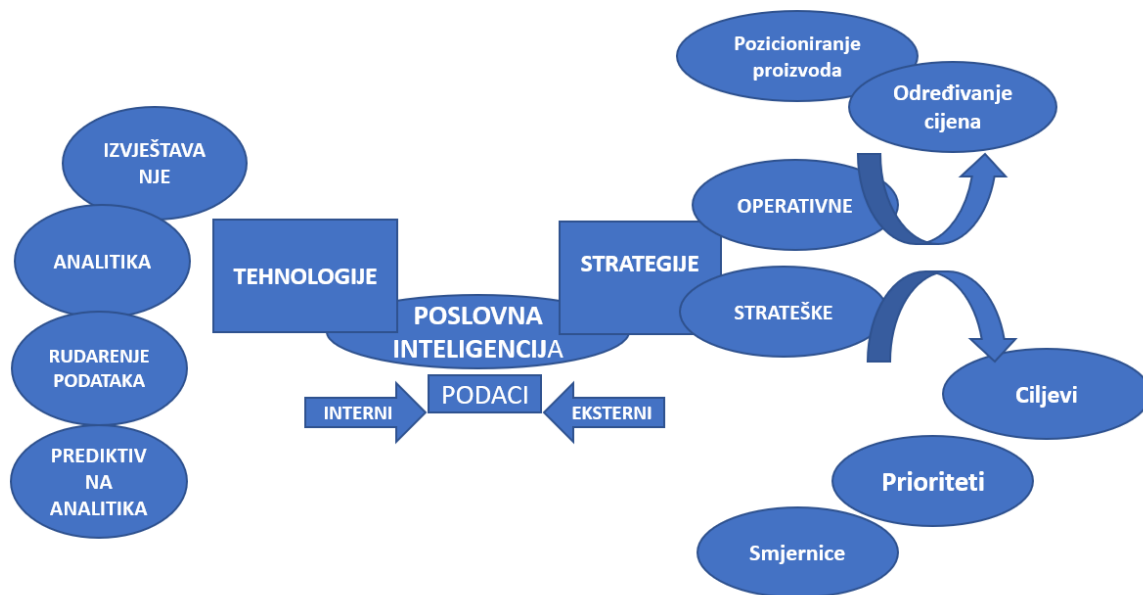 Pozicioniranje
proizvoda
Određivanje
cijena
IZVJEŠTAVA
NJE
ANALITIKA
RUDARENJE
PODATAKA
PREDIKTIV
NA
ANALITIKA
TEHNOLOGIJE
POSLOVNA
INTELIGENCIJA
PODACI
INTERNI
EKSTERNI
STRATEGIJE
OPERATIVNE
STRATEŠKE
Ciljevi
Prioriteti
Smjernice